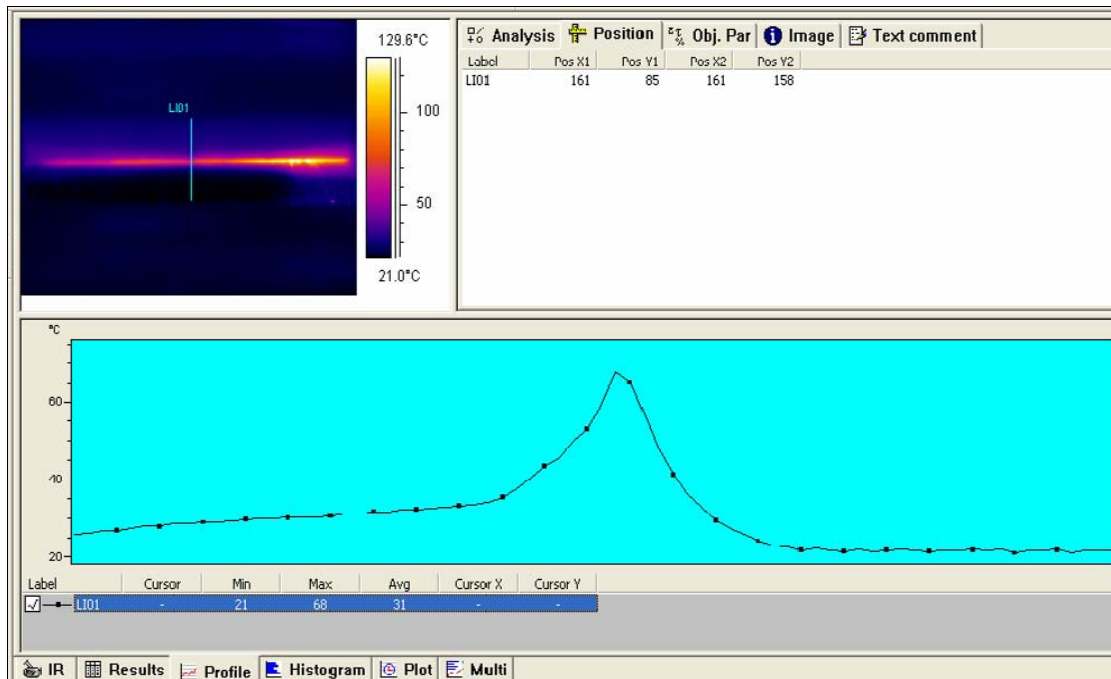 129.6°C
100
50
21.0°C
LI01
Analysis Position Obj. Par Image Text comment
Label Pos X1 Pos Y1 Pos X2 Pos Y2
LI01 161 85 161 158
°C
60
40
20
Label Cursor Min Max Avg Cursor X Cursor Y
LI01 - 21 68 31 - -
IR Results Profile Histogram Plot Multi